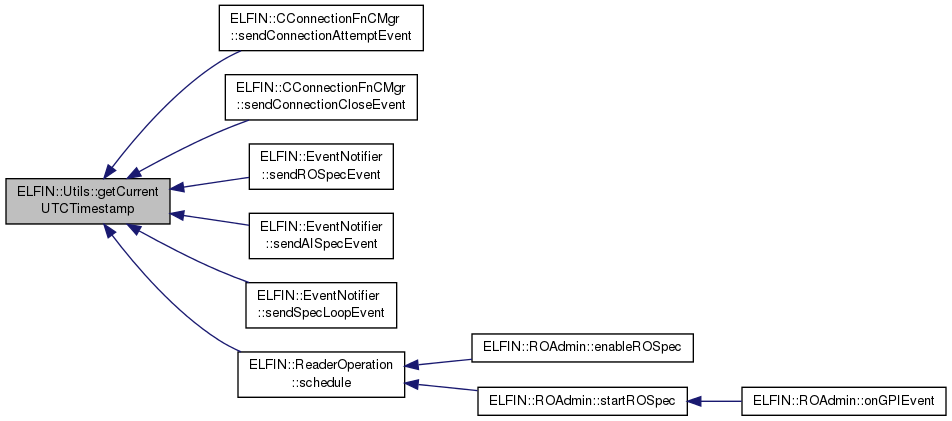 ELFIN::CConnectionFnCMgr
::sendConnectionAttemptEvent
ELFIN::CConnectionFnCMgr
::sendConnectionCloseEvent
ELFIN::EventNotifier
::sendROSpecEvent
ELFIN::Utils::getCurrent
UTCTimestamp
ELFIN::EventNotifier
::sendAISpecEvent
ELFIN::EventNotifier
::sendSpecLoopEvent
ELFIN::ReaderOperation
::schedule
ELFIN::ROAdmin::enableROSpec
ELFIN::ROAdmin::startROSpec
ELFIN::ROAdmin::onGPIEvent